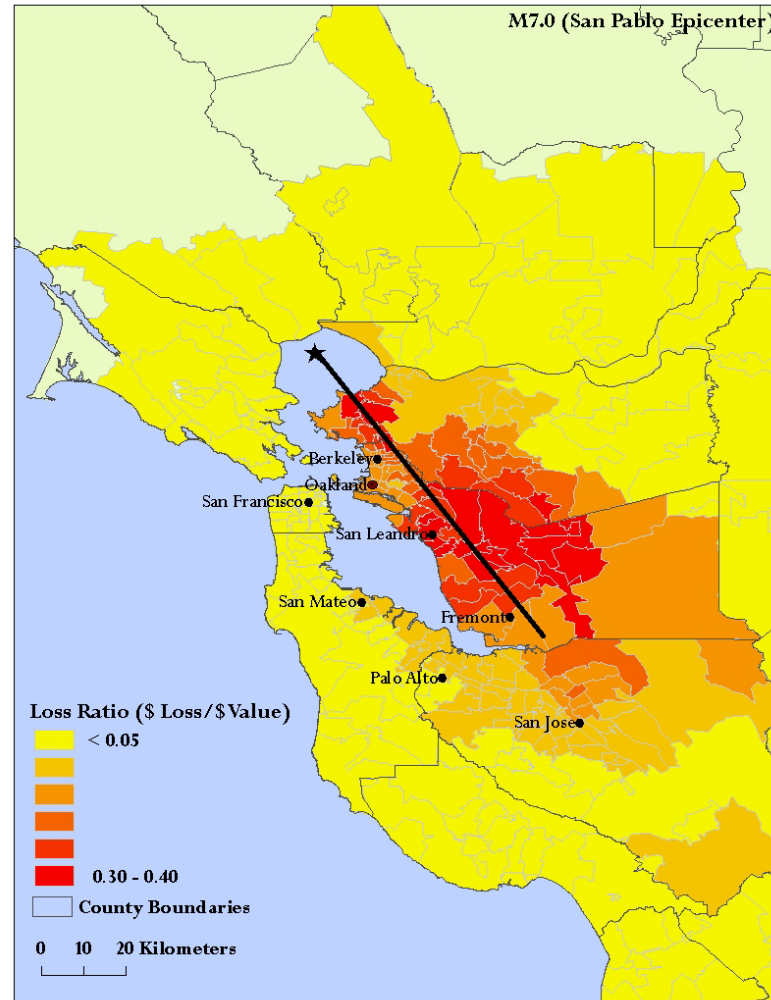 M7.0 (San Pablo Epicenter)
Berkeley
Oakland
San Francisco
San Leandro
San Mateo
Fremont
Palo Alto
San Jose
Loss Ratio ($ Loss/$Value)
< 0.05
0.30 - 0.40
County Boundaries
0 10 20 Kilometers